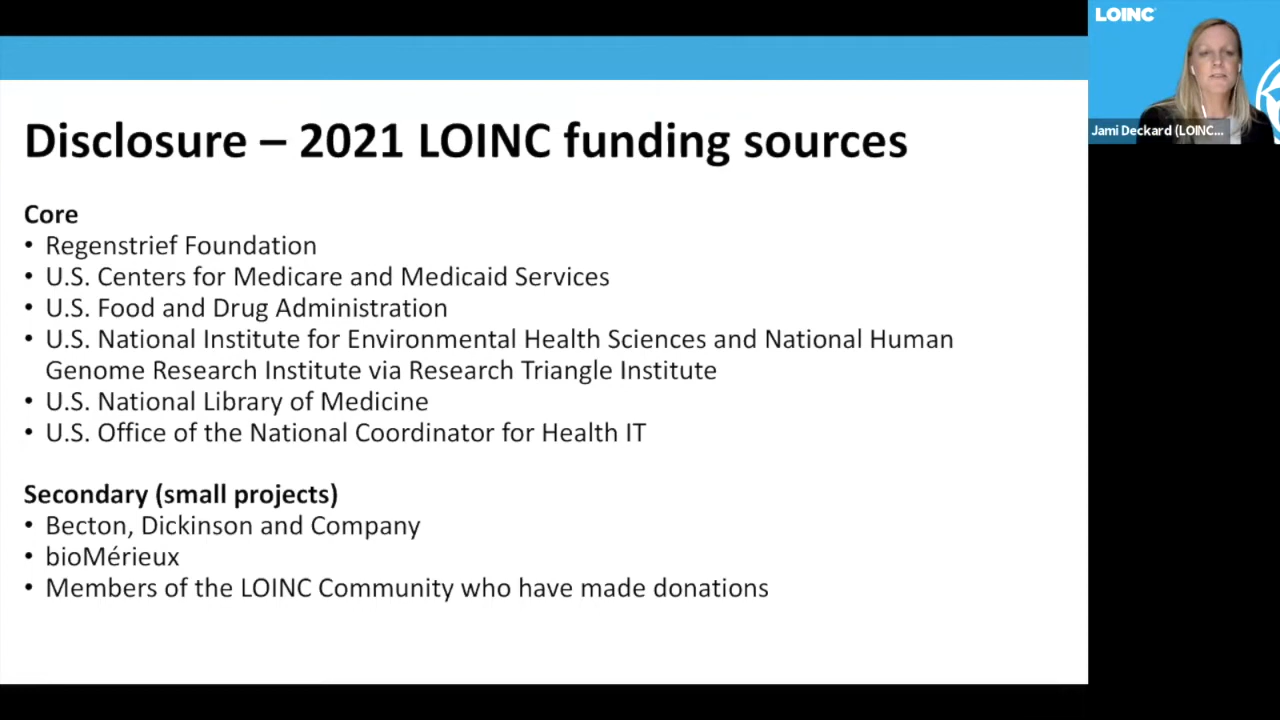 Disclosure – 2021 LOINC funding sources
Core
• Regenstrief Foundation
• U.S. Centers for Medicare and Medicaid Services
• U.S. Food and Drug Administration
• U.S. National Institute for Environmental Health Sciences and National Human
Genome Research Institute via Research Triangle Institute
• U.S. National Library of Medicine
• U.S. Office of the National Coordinator for Health IT
Secondary (small projects)
• Becton, Dickinson and Company
• bioMérieux
• Members of the LOINC Community who have made donations
LOINC
Jami Deckard (LOINC...